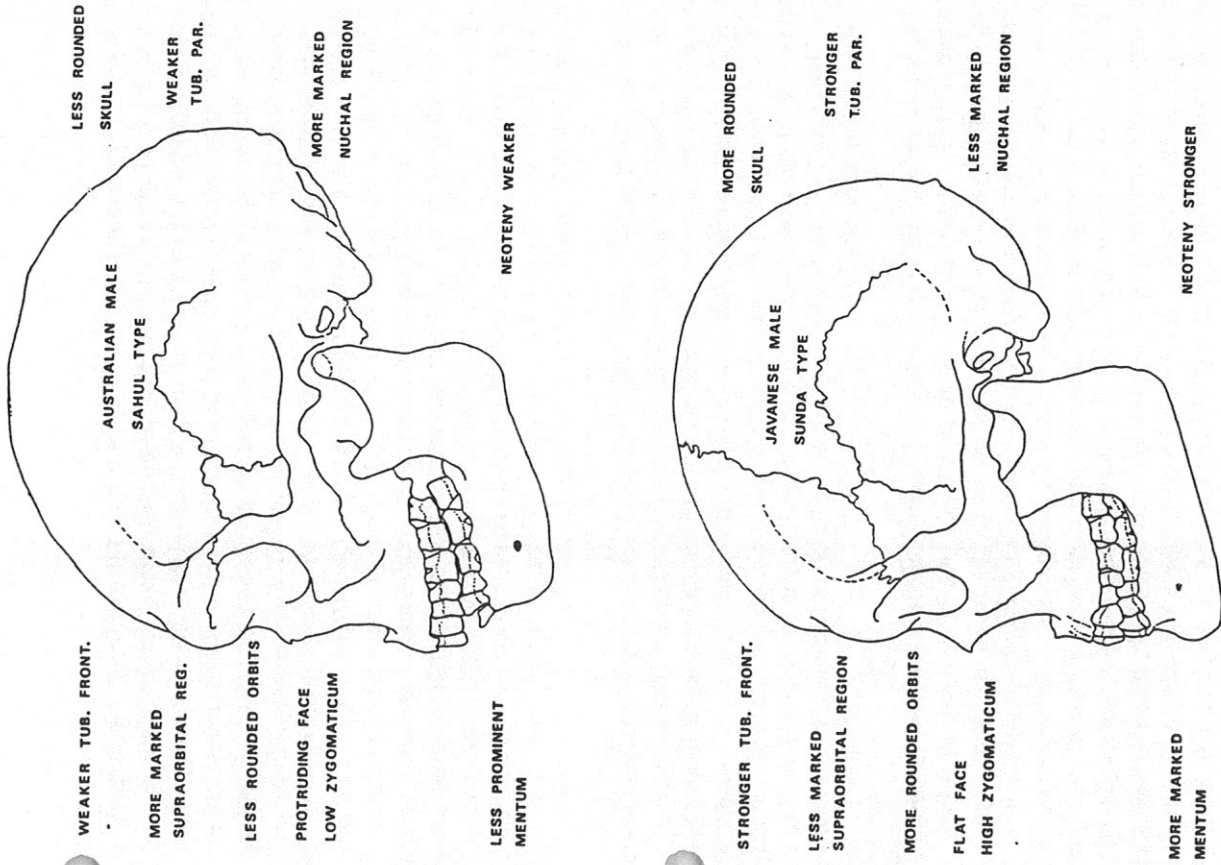 LESS ROUNDED
SKULL
WEAKER
TUB. PAR.
MORE MARKED
NUCHAL REGION
NEOTENY WEAKER
AUSTRALIAN MALE
SAHUL TYPE
WEAKER TUB. FRONT.
MORE MARKED
SUPRAORBITAL REG.
LESS ROUNDED ORBITS
PROTRUDING FACE
LOW ZYGOMATICUM
LESS PROMINENT
MENTUM
MORE ROUNDED
SKULL
STRONGER
TUB. PAR.
LESS MARKED
NUCHAL REGION
NEOTENY STRONGER
JAVANESE MALE
SUNDA TYPE
STRONGER TUB. FRONT.
LESS MARKED
SUPRAORBITAL REGION
MORE ROUNDED ORBITS
FLAT FACE
HIGH ZYGOMATICUM
MORE MARKED
MENTUM